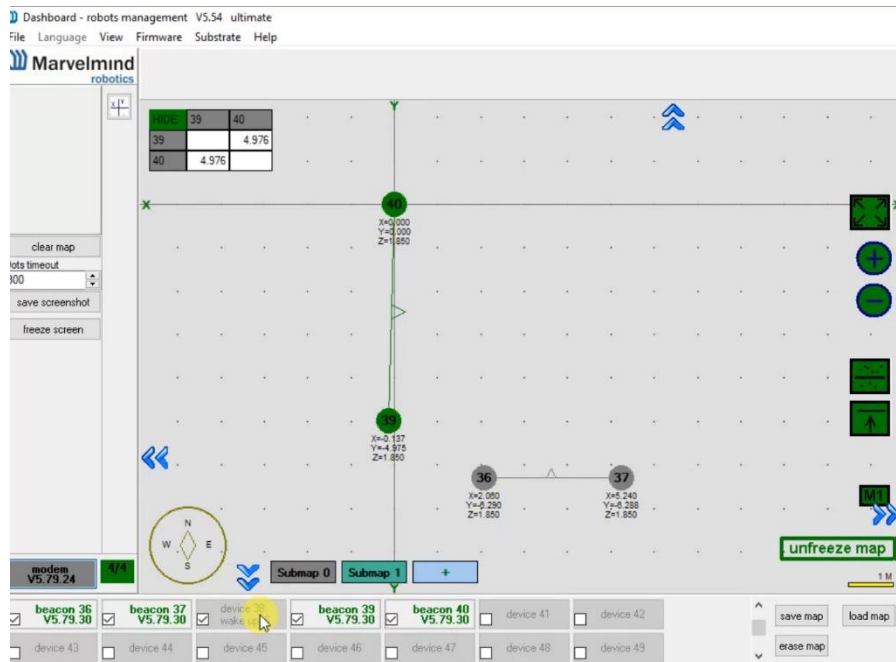 Dashboard - robots management V5.54 ultimate
File Language View Firmware Substrate Help
Marvelmind
robotics
HIDE 39 40
39 4.976
40 4.976
Y
X
40
X=0.000
Y=0.000
Z=1.850
clear map
dots timeout
300
save screenshot
freeze screen
39
X=-0.137
Y=-4.975
Z=1.850
36 37
X=2.060 X=5.240
Y=-6.290 Y=-6.288
Z=1.850 Z=1.850
M1
N
W E
S
unfreeze map
modem
V5.79.24
4/4
Submap 0 Submap 1 +
Y
1 M
beacon 36 beacon 37 device 38 beacon 39 beacon 40 device 41 device 42
V5.79.30 V5.79.30 wake up V5.79.30 V5.79.30
save map load map
device 43 device 44 device 45 device 46 device 47 device 48 device 49
erase map